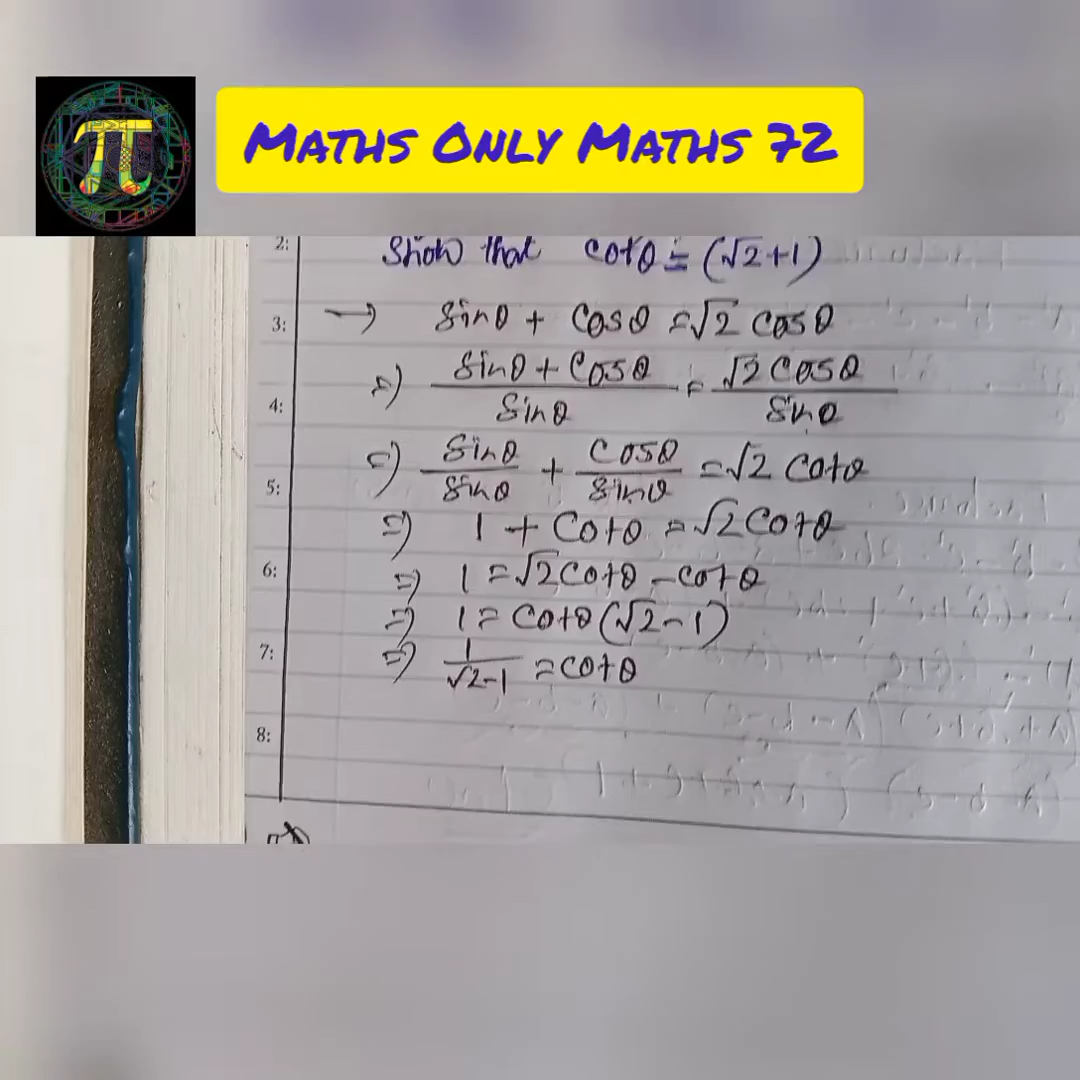 MATHS ONLY MATHS 72
2: Show that cotθ = (√2+1)
3: → sinθ + cosθ = √2 cosθ
4: ⇒) (sinθ + cosθ)/sinθ = √2 cosθ/sinθ
5: ⇒) sinθ/sinθ + cosθ/sinθ = √2 cotθ
⇒) 1 + cotθ = √2 cotθ
6: ⇒) 1 = √2 cotθ - cotθ
⇒) 1 = cotθ(√2-1)
7: ⇒) 1/(√2-1) = cotθ
8: